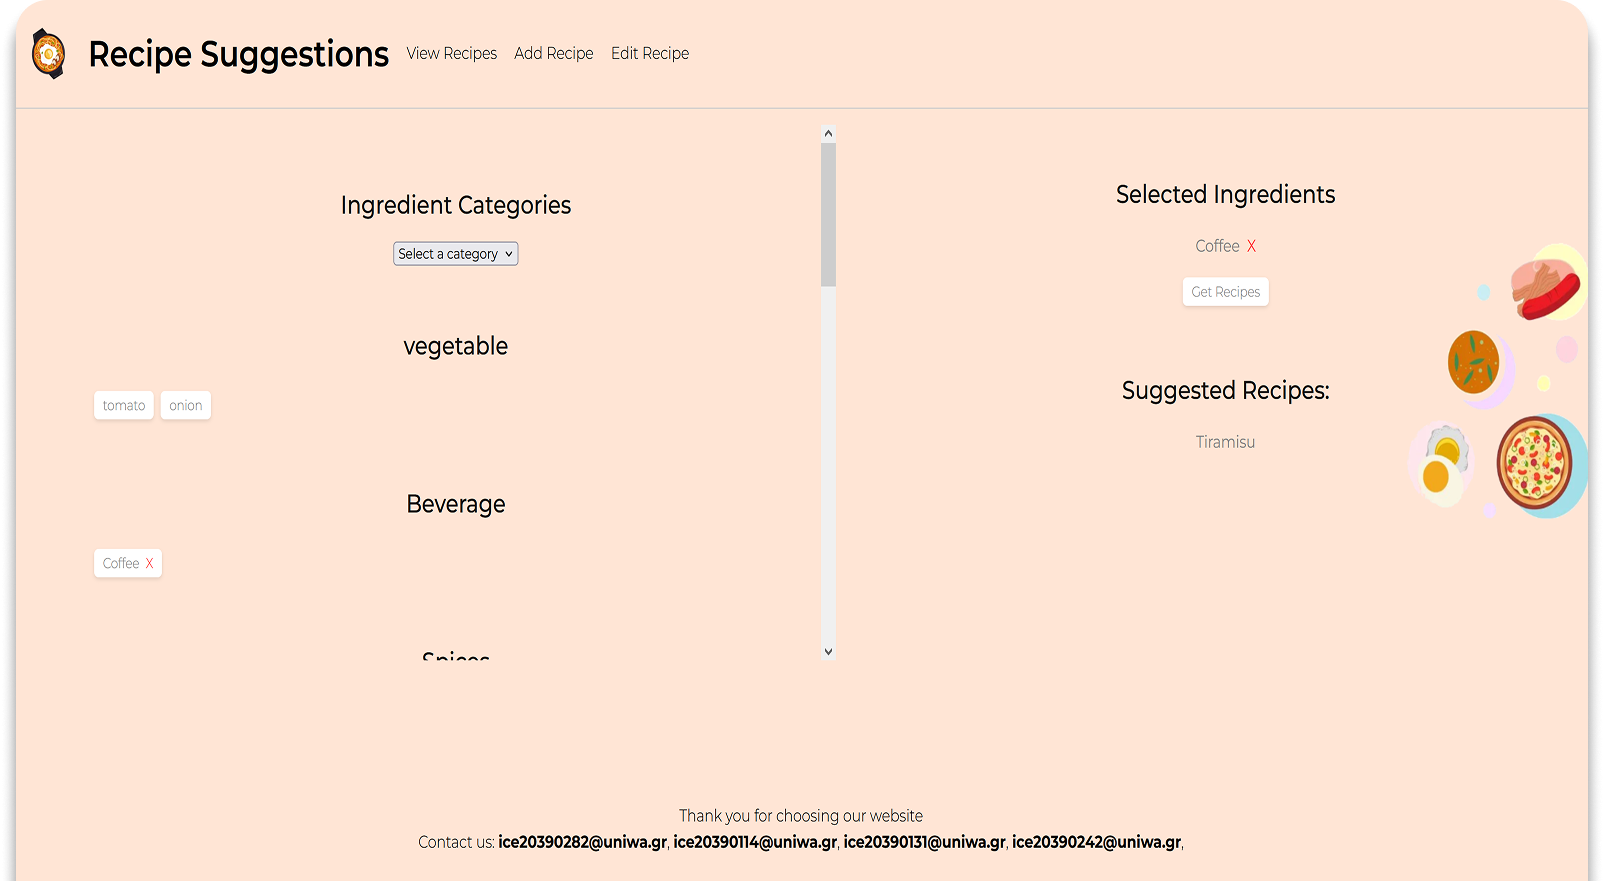 Recipe Suggestions View Recipes Add Recipe Edit Recipe
Ingredient Categories
Select a category
vegetable
tomato onion
Beverage
Coffee X
Spices
Selected Ingredients
Coffee X
Get Recipes
Suggested Recipes:
Tiramisu
Thank you for choosing our website
Contact us: ice20390282@uniwa.gr, ice20390114@uniwa.gr, ice20390131@uniwa.gr, ice20390242@uniwa.gr,